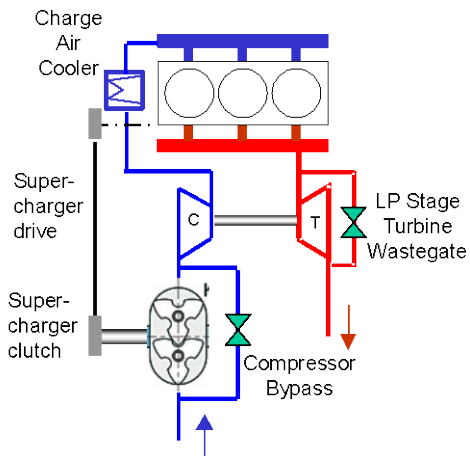 Charge
Air
Cooler
Super-
charger
drive
C
T
LP Stage
Turbine
Wastegate
Super-
charger
clutch
Compressor
Bypass